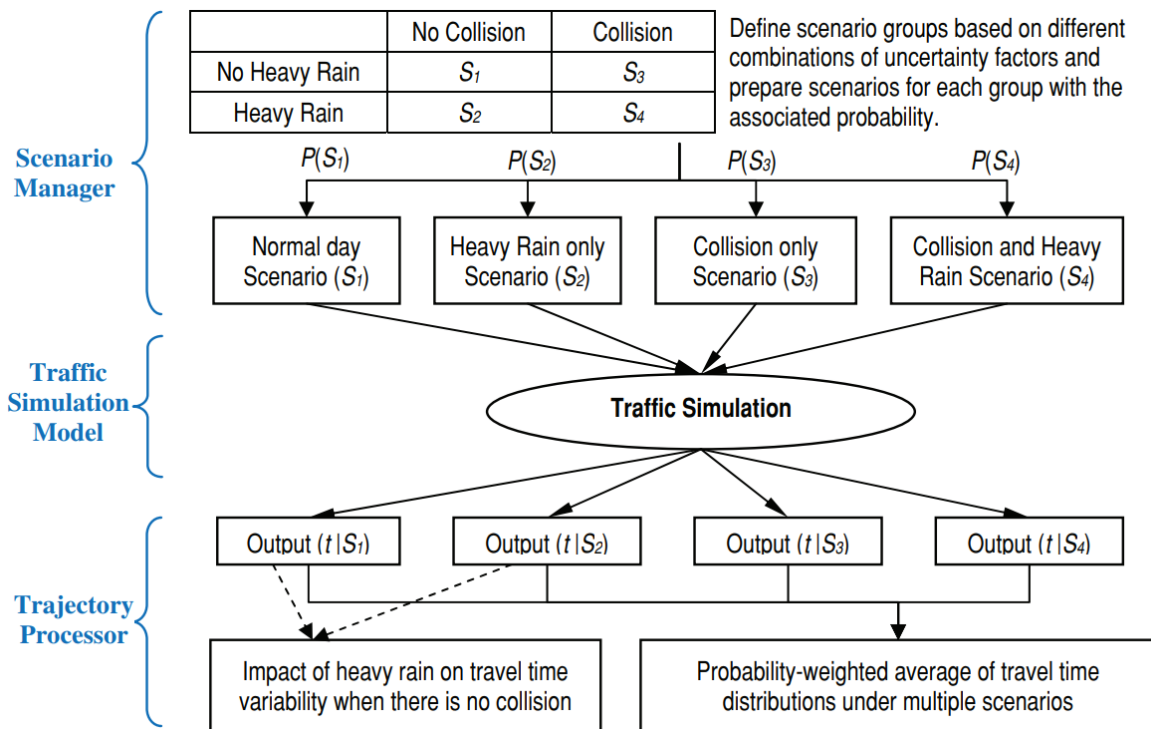 No Collision Collision
No Heavy Rain S1 S3
Heavy Rain S2 S4
Define scenario groups based on different
combinations of uncertainty factors and
prepare scenarios for each group with the
associated probability.
Scenario
Manager
P(S1) P(S2) P(S3) P(S4)
Normal day
Scenario (S1)
Heavy Rain only
Scenario (S2)
Collision only
Scenario (S3)
Collision and Heavy
Rain Scenario (S4)
Traffic
Simulation
Model
Traffic Simulation
Output (t|S1)
Output (t|S2)
Output (t|S3)
Output (t|S4)
Trajectory
Processor
Impact of heavy rain on travel time
variability when there is no collision
Probability-weighted average of travel time
distributions under multiple scenarios